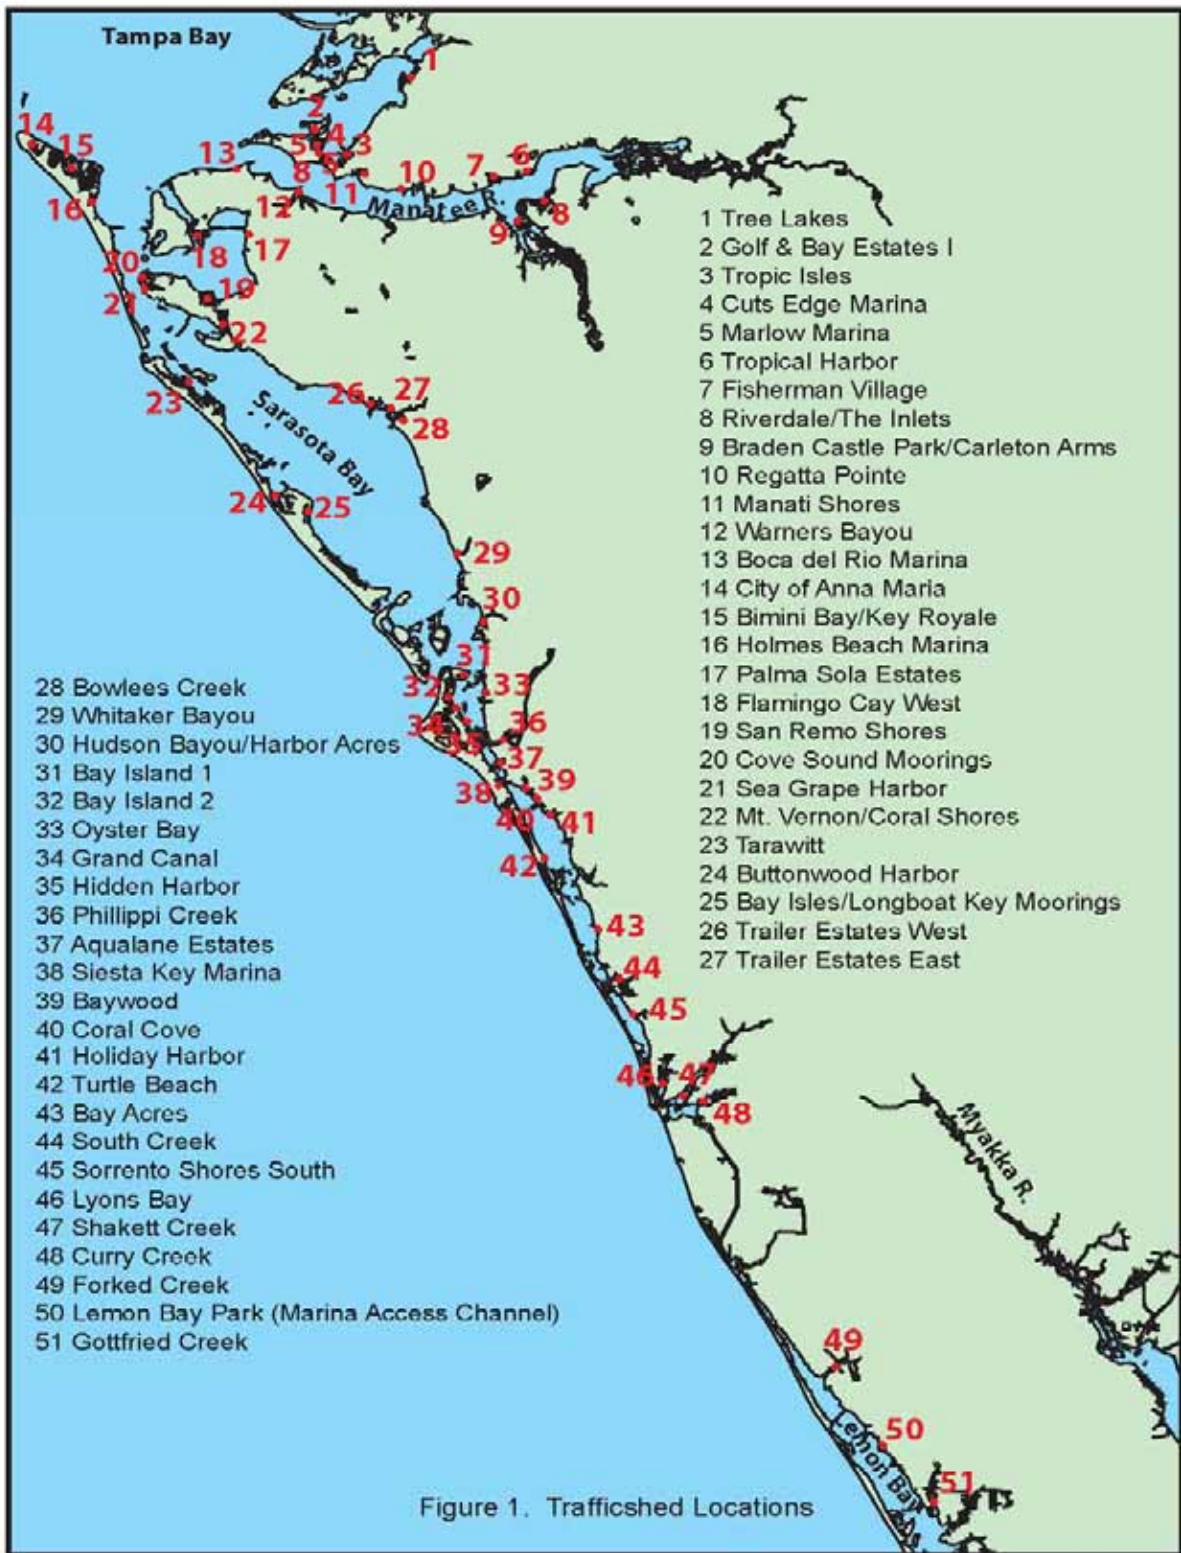 Tampa Bay
1
2
14
4
5
3
15
13
6
7
6
8
10
11
Manatee R.
12
16
8
9
17
18
20
19
21
22
26
27
23
28
Sarasota Bay
24
25
29
30
31
32
33
34
36
35
37
38
39
40
41
42
43
44
45
46
47
48
Myakka R.
49
50
Lemon Bay
51
1 Tree Lakes
2 Golf & Bay Estates I
3 Tropic Isles
4 Cuts Edge Marina
5 Marlow Marina
6 Tropical Harbor
7 Fisherman Village
8 Riverdale/The Inlets
9 Braden Castle Park/Carleton Arms
10 Regatta Pointe
11 Manati Shores
12 Warners Bayou
13 Boca del Rio Marina
14 City of Anna Maria
15 Bimini Bay/Key Royale
16 Holmes Beach Marina
17 Palma Sola Estates
18 Flamingo Cay West
19 San Remo Shores
20 Cove Sound Moorings
21 Sea Grape Harbor
22 Mt. Vernon/Coral Shores
23 Tarawitt
24 Buttonwood Harbor
25 Bay Isles/Longboat Key Moorings
26 Trailer Estates West
27 Trailer Estates East
28 Bowlees Creek
29 Whitaker Bayou
30 Hudson Bayou/Harbor Acres
31 Bay Island 1
32 Bay Island 2
33 Oyster Bay
34 Grand Canal
35 Hidden Harbor
36 Phillippi Creek
37 Aqualane Estates
38 Siesta Key Marina
39 Baywood
40 Coral Cove
41 Holiday Harbor
42 Turtle Beach
43 Bay Acres
44 South Creek
45 Sorrento Shores South
46 Lyons Bay
47 Shakett Creek
48 Curry Creek
49 Forked Creek
50 Lemon Bay Park (Marina Access Channel)
51 Gottfried Creek
Figure 1. Trafficshed Locations